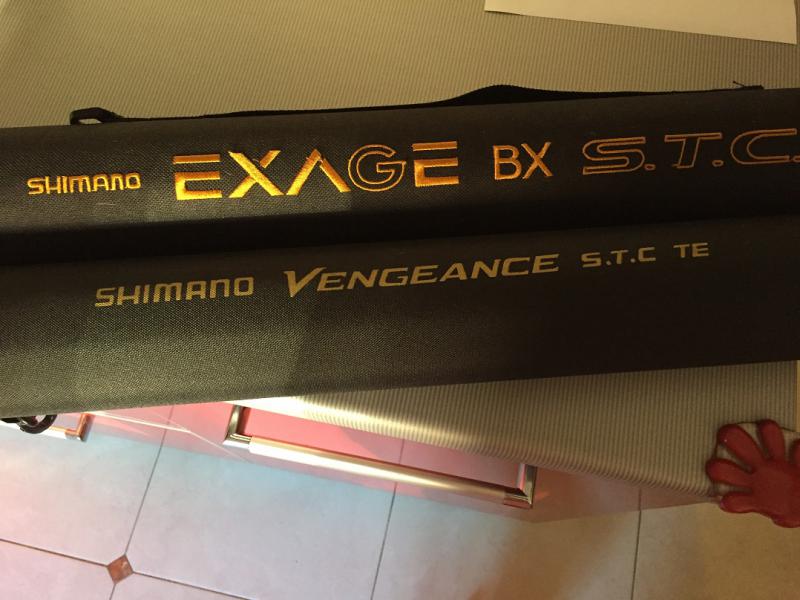 SHIMANO EXAGE BX S.T.C.
SHIMANO VENGEANCE S.T.C TE